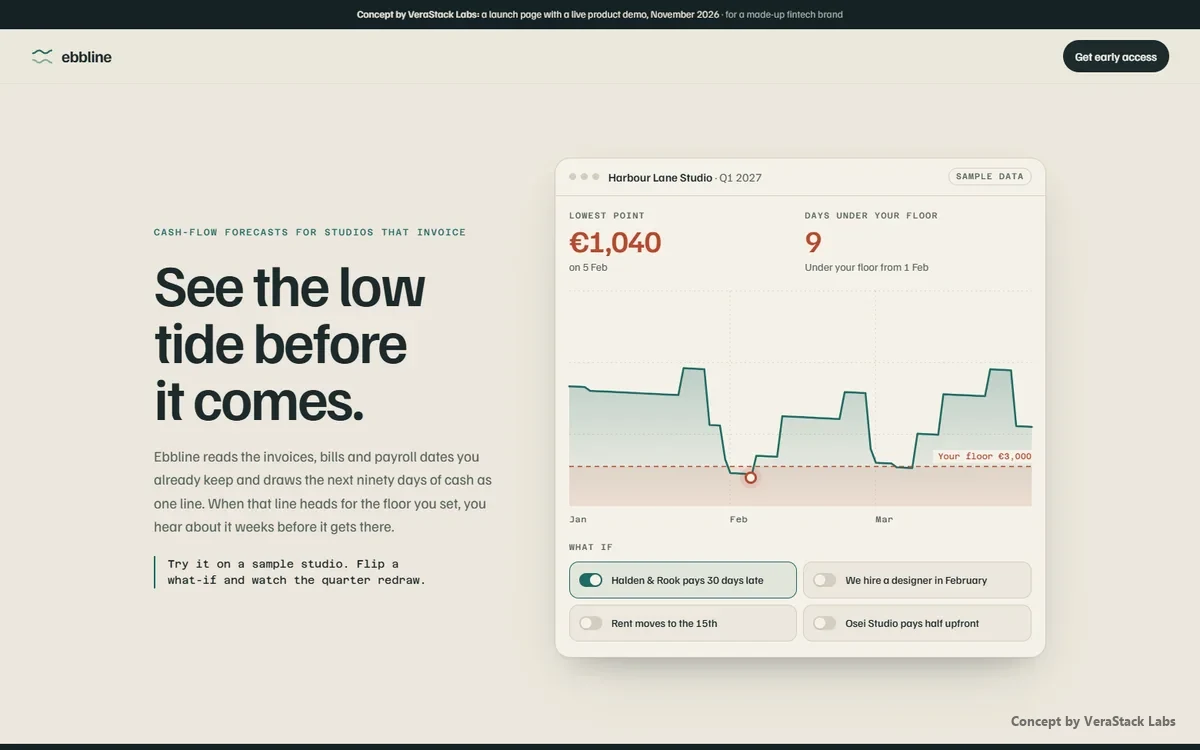 Concept by VeraStack Labs: a launch page with a live product demo, November 2026 · for a made-up fintech brand
ebbline
Get early access
CASH-FLOW FORECASTS FOR STUDIOS THAT INVOICE
See the low
tide before
it comes.
Ebbline reads the invoices, bills and payroll dates you
already keep and draws the next ninety days of cash as
one line. When that line heads for the floor you set, you
hear about it weeks before it gets there.
Try it on a sample studio. Flip a
what-if and watch the quarter redraw.
Harbour Lane Studio · Q1 2027
SAMPLE DATA
LOWEST POINT
€1,040
on 5 Feb
DAYS UNDER YOUR FLOOR
9
Under your floor from 1 Feb
Your floor €3,000
Jan
Feb
Mar
WHAT IF
Halden & Rook pays 30 days late
We hire a designer in February
Rent moves to the 15th
Osei Studio pays half upfront
Concept by VeraStack Labs